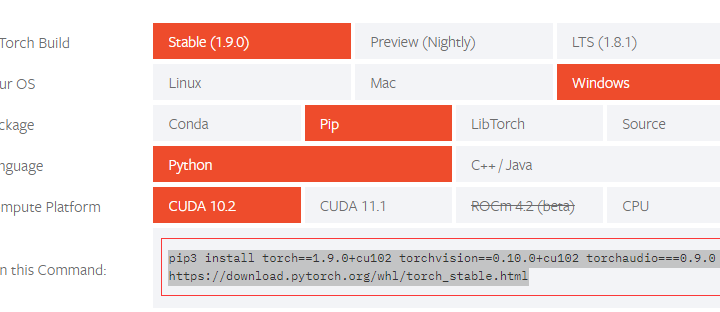 Torch Build Stable (1.9.0) Preview (Nightly) LTS (1.8.1)
ur OS Linux Mac Windows
ckage Conda Pip LibTorch Source
nguage Python C++ / Java
mpute Platform CUDA 10.2 CUDA 11.1 ROCm 4.2 (beta) CPU
n this Command: pip3 install torch==1.9.0+cu102 torchvision==0.10.0+cu102 torchaudio===0.9.0
https://download.pytorch.org/whl/torch_stable.html